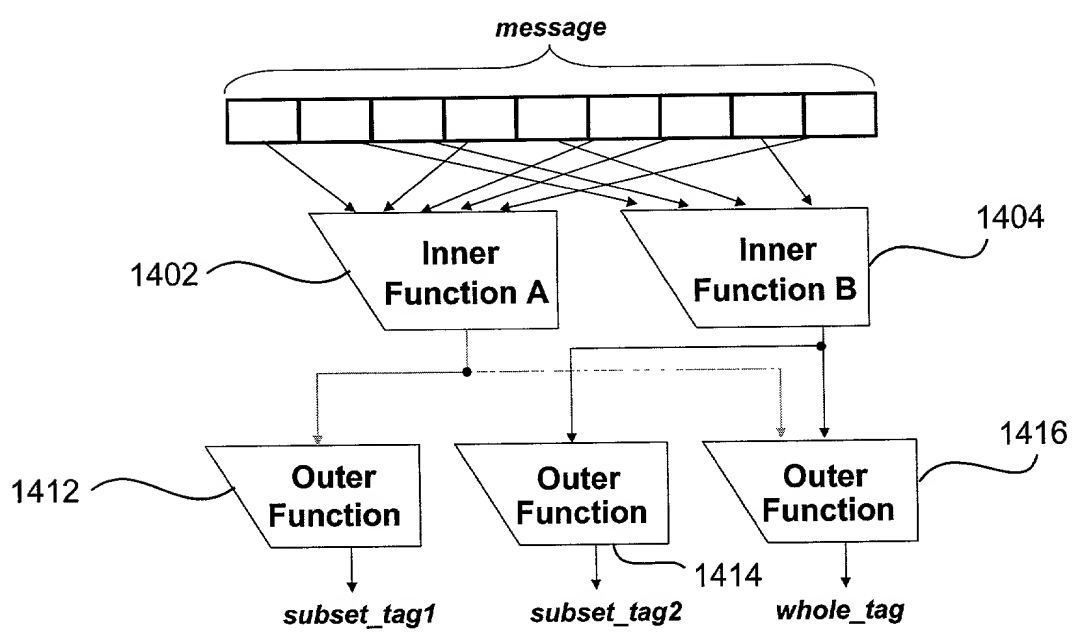 message
1402
Inner
Function A
Inner
Function B
1404
1412
Outer
Function
Outer
Function
1414
Outer
Function
1416
subset_tag1
subset_tag2
whole_tag